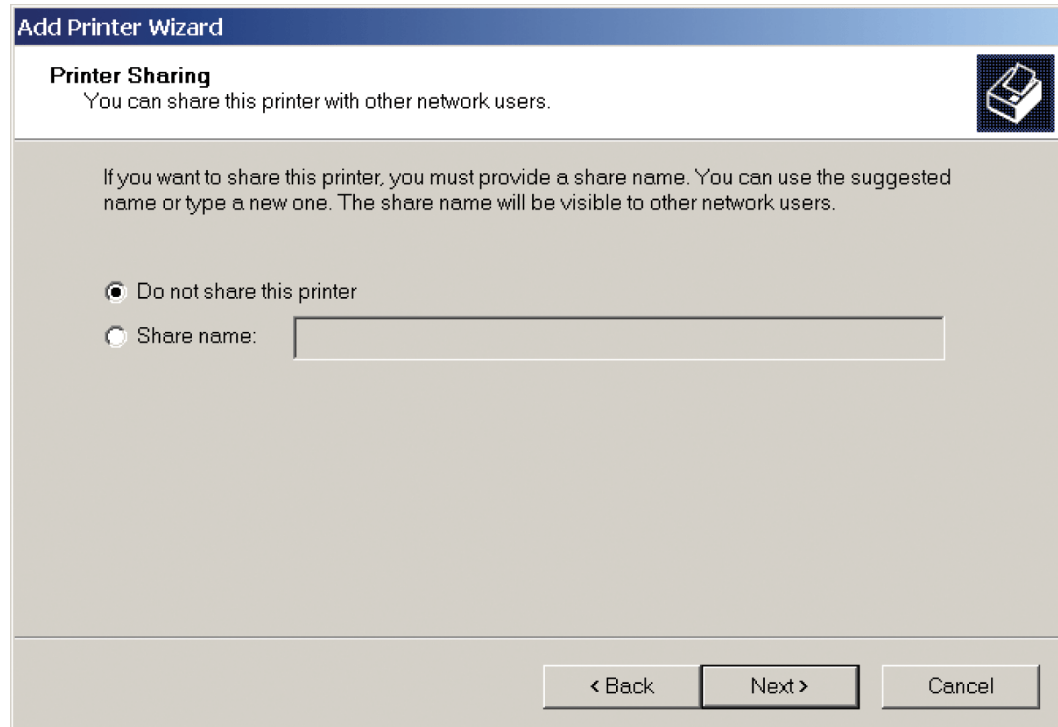 Add Printer Wizard
Printer Sharing
You can share this printer with other network users.
If you want to share this printer, you must provide a share name. You can use the suggested
name or type a new one. The share name will be visible to other network users.
Do not share this printer
Share name:
< Back Next > Cancel